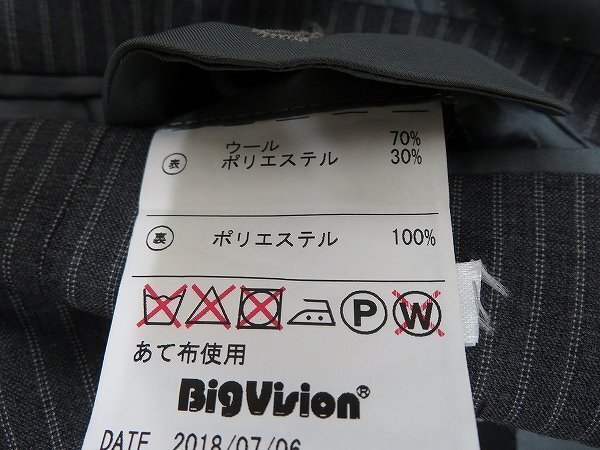 表 ウール 70%
ポリエステル 30%
裏 ポリエステル 100%
P W
あて布使用
BigVision®
DATE 2018/07/06